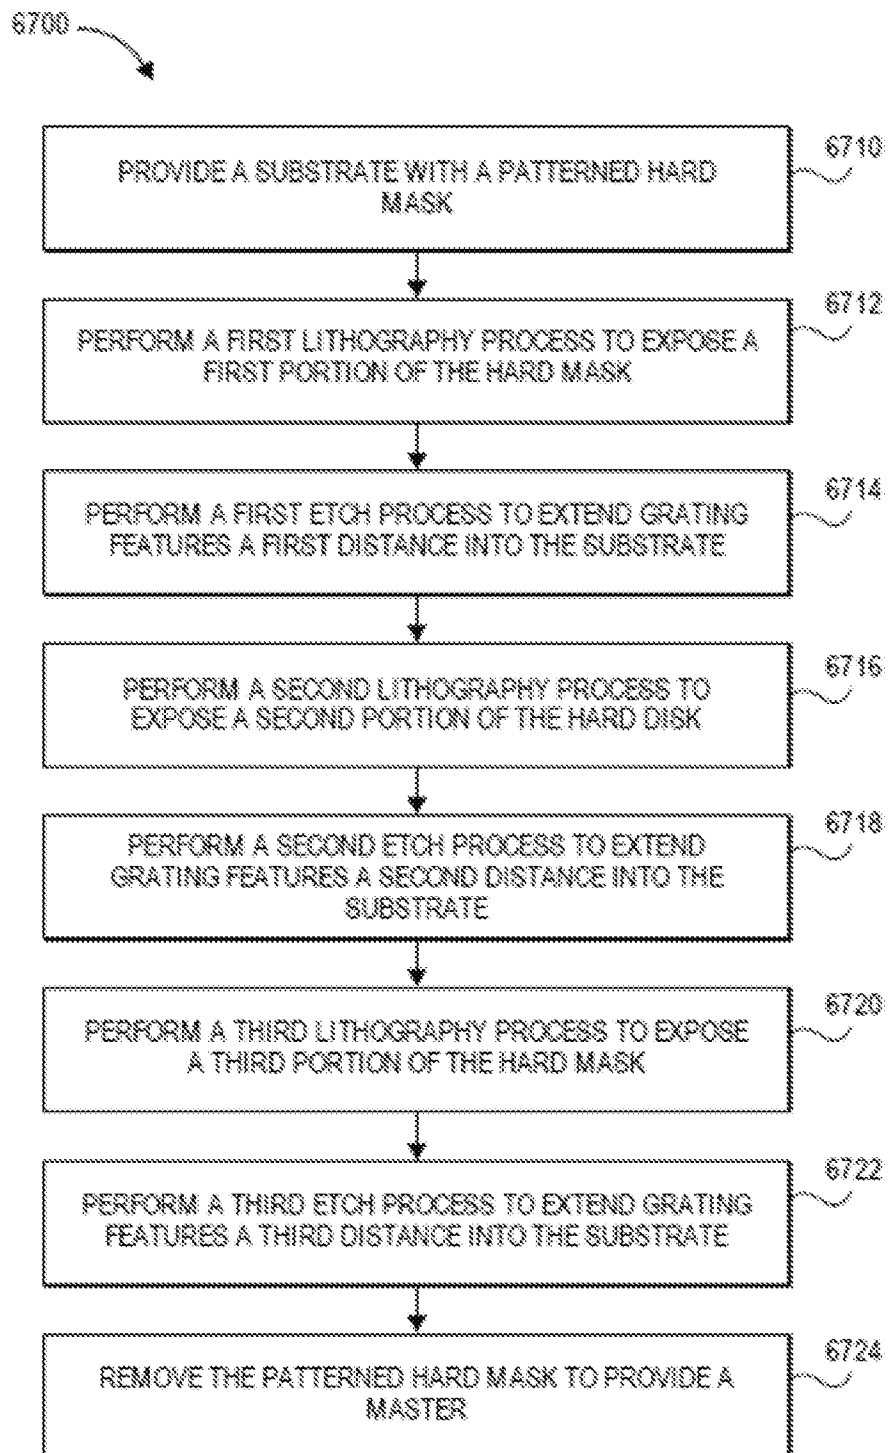 6700
PROVIDE A SUBSTRATE WITH A PATTERNED HARD
MASK
6710
PERFORM A FIRST LITHOGRAPHY PROCESS TO EXPOSE A
FIRST PORTION OF THE HARD MASK
6712
PERFORM A FIRST ETCH PROCESS TO EXTEND GRATING
FEATURES A FIRST DISTANCE INTO THE SUBSTRATE
6714
PERFORM A SECOND LITHOGRAPHY PROCESS TO
EXPOSE A SECOND PORTION OF THE HARD DISK
6716
PERFORM A SECOND ETCH PROCESS TO EXTEND
GRATING FEATURES A SECOND DISTANCE INTO THE
SUBSTRATE
6718
PERFORM A THIRD LITHOGRAPHY PROCESS TO EXPOSE
A THIRD PORTION OF THE HARD MASK
6720
PERFORM A THIRD ETCH PROCESS TO EXTEND GRATING
FEATURES A THIRD DISTANCE INTO THE SUBSTRATE
6722
REMOVE THE PATTERNED HARD MASK TO PROVIDE A
MASTER
6724